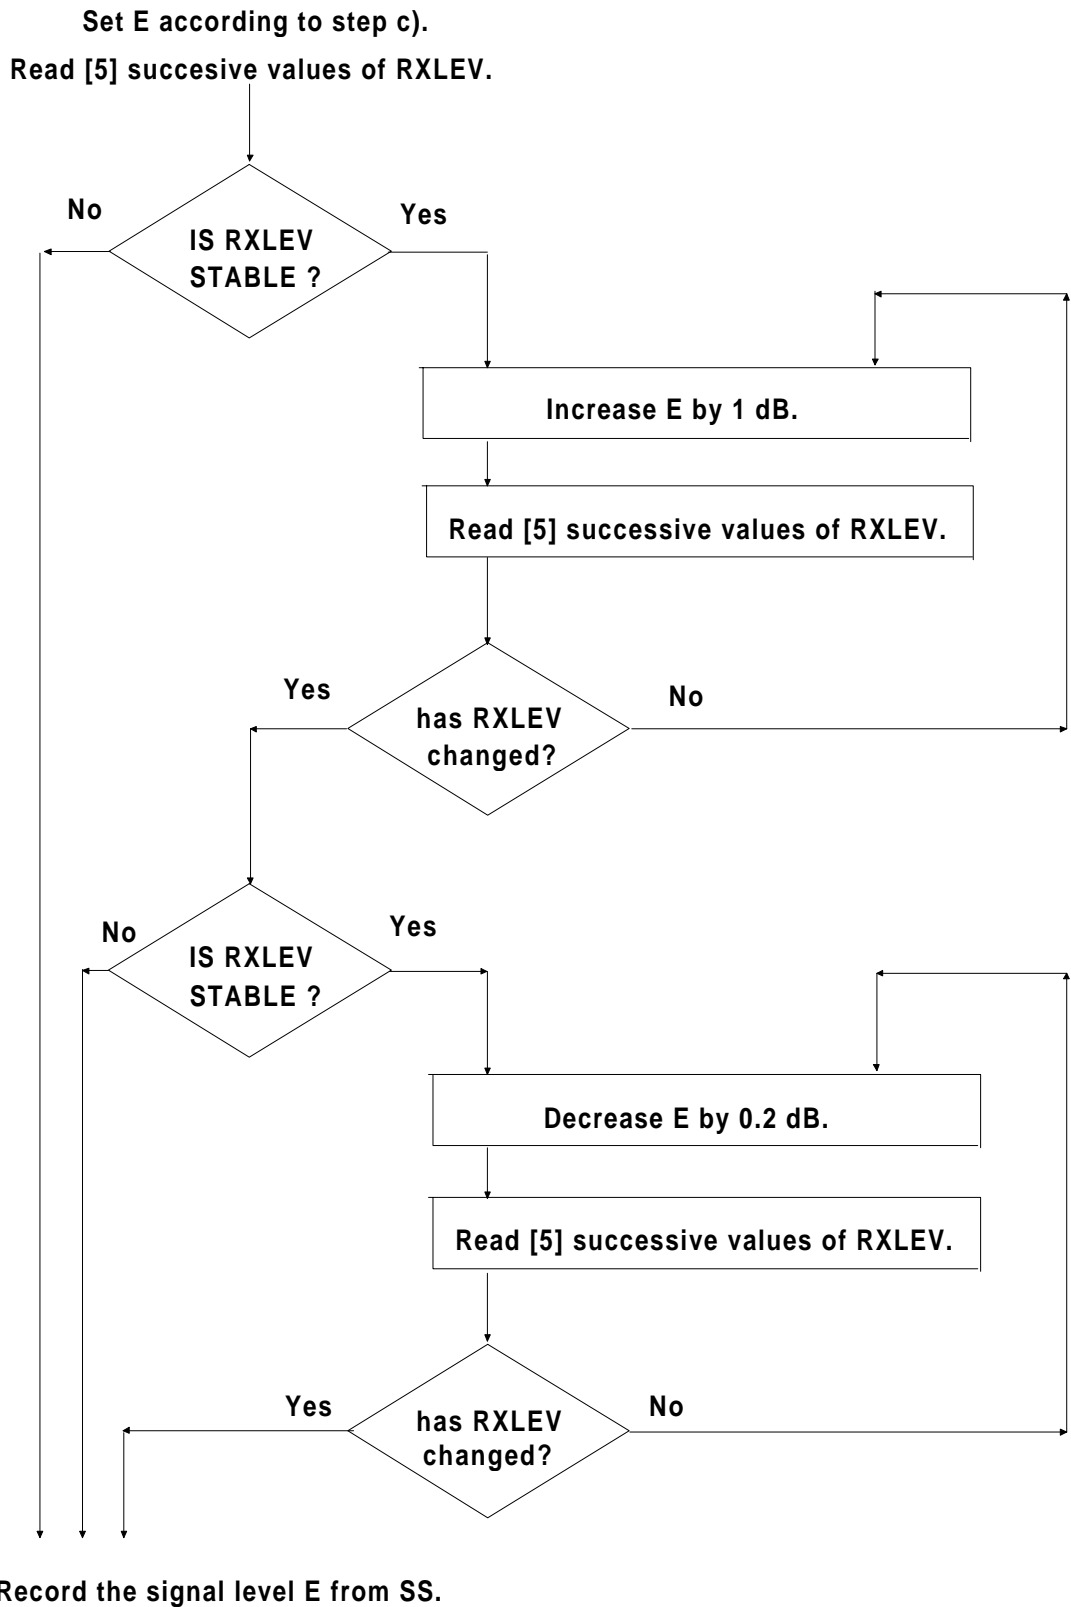 Set E according to step c).
Read [5] succesive values of RXLEV.
No
Yes
IS RXLEV
STABLE ?
Increase E by 1 dB.
Read [5] successive values of RXLEV.
Yes
No
has RXLEV
changed?
No
Yes
IS RXLEV
STABLE ?
Decrease E by 0.2 dB.
Read [5] successive values of RXLEV.
Yes
No
has RXLEV
changed?
Record the signal level E from SS.